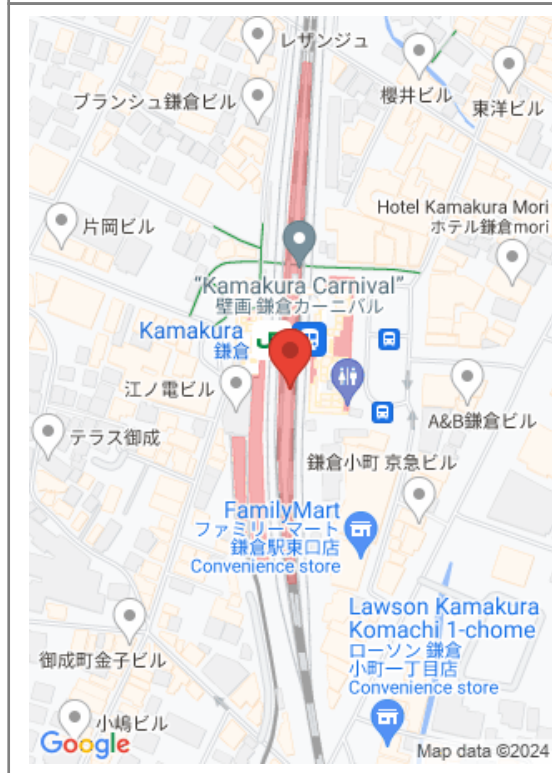 レザンジュ
ブランシュ鎌倉ビル
櫻井ビル
東洋ビル
片岡ビル
Hotel Kamakura Mori
ホテル鎌倉mori
“Kamakura Carnival”
壁画 鎌倉カーニバル
Kamakura
鎌倉
江ノ電ビル
テラス御成
A&B鎌倉ビル
鎌倉小町 京急ビル
FamilyMart
ファミリーマート
鎌倉駅東口店
Convenience store
Lawson Kamakura
Komachi 1-chome
ローソン 鎌倉
小町一丁目店
Convenience store
御成町金子ビル
小嶋ビル
Google
Map data ©2024